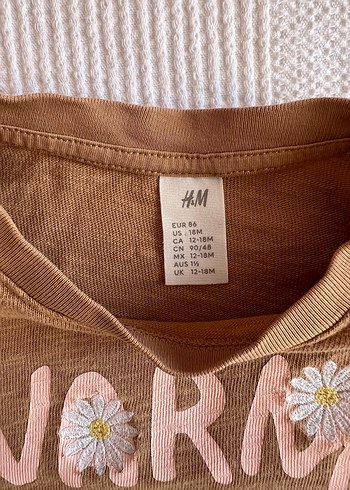 H&M
EUR 86
US 18M
CA 12-18M
CN 90/48
MX 12-18M
AUS 1½
UK 12-18M
WARM